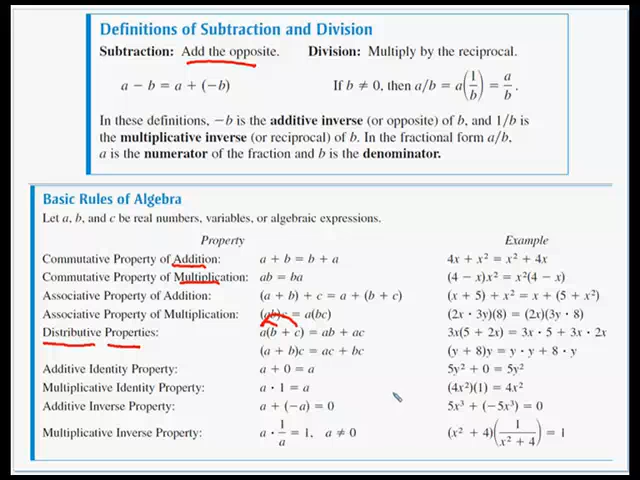 Definitions of Subtraction and Division
Subtraction: Add the opposite. Division: Multiply by the reciprocal.
a − b = a + (−b) If b ≠ 0, then a/b = a(1/b) = a/b.
In these definitions, −b is the additive inverse (or opposite) of b, and 1/b is
the multiplicative inverse (or reciprocal) of b. In the fractional form a/b,
a is the numerator of the fraction and b is the denominator.
Basic Rules of Algebra
Let a, b, and c be real numbers, variables, or algebraic expressions.
Property Example
Commutative Property of Addition: a + b = b + a 4x + x² = x² + 4x
Commutative Property of Multiplication: ab = ba (4 − x)x² = x²(4 − x)
Associative Property of Addition: (a + b) + c = a + (b + c) (x + 5) + x² = x + (5 + x²)
Associative Property of Multiplication: (ab)c = a(bc) (2x · 3y)(8) = (2x)(3y · 8)
Distributive Properties: a(b + c) = ab + ac 3x(5 + 2x) = 3x · 5 + 3x · 2x
(a + b)c = ac + bc (y + 8)y = y · y + 8 · y
Additive Identity Property: a + 0 = a 5y² + 0 = 5y²
Multiplicative Identity Property: a · 1 = a (4x²)(1) = 4x²
Additive Inverse Property: a + (−a) = 0 5x³ + (−5x³) = 0
Multiplicative Inverse Property: a · 1/a = 1, a ≠ 0 (x² + 4)(1/(x² + 4)) = 1